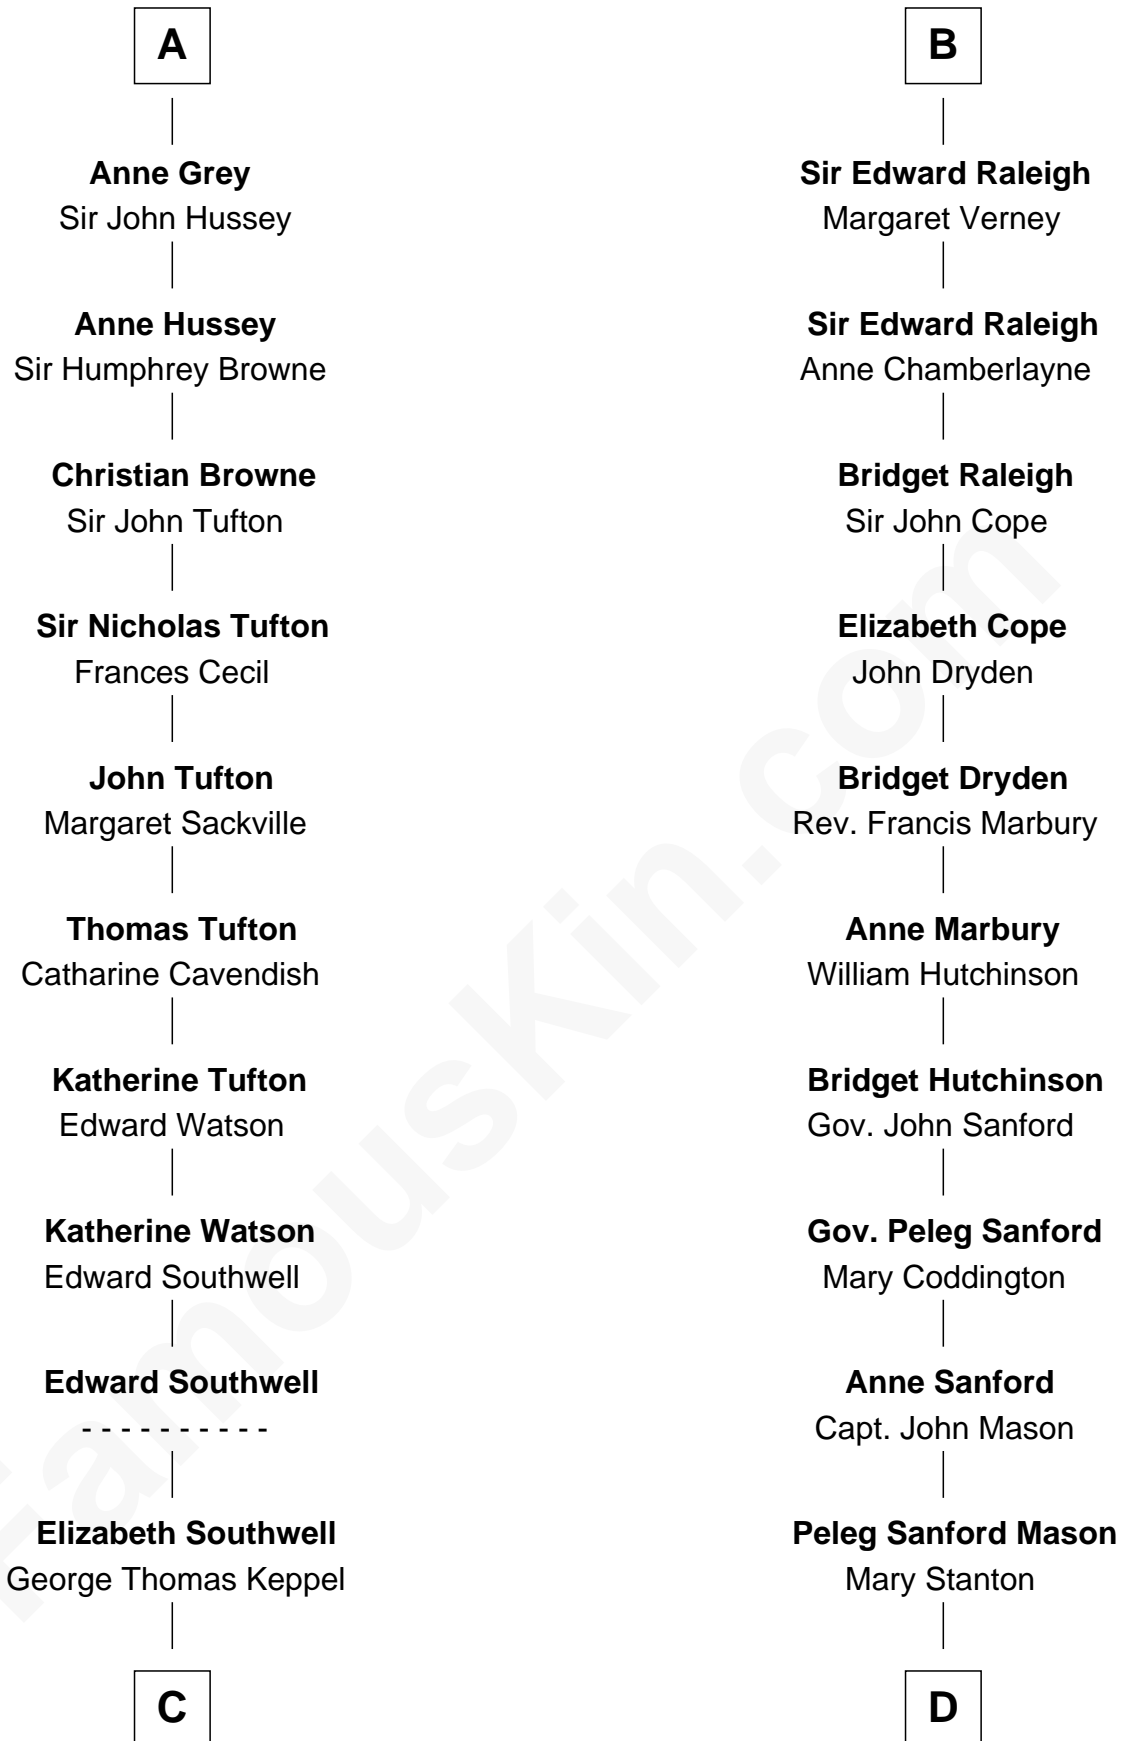 A
Anne Grey
Sir John Hussey
Anne Hussey
Sir Humphrey Browne
Christian Browne
Sir John Tufton
Sir Nicholas Tufton
Frances Cecil
John Tufton
Margaret Sackville
Thomas Tufton
Catharine Cavendish
Katherine Tufton
Edward Watson
Katherine Watson
Edward Southwell
Edward Southwell
- - - - - - - - - -
Elizabeth Southwell
George Thomas Keppel
C
B
Sir Edward Raleigh
Margaret Verney
Sir Edward Raleigh
Anne Chamberlayne
Bridget Raleigh
Sir John Cope
Elizabeth Cope
John Dryden
Bridget Dryden
Rev. Francis Marbury
Anne Marbury
William Hutchinson
Bridget Hutchinson
Gov. John Sanford
Gov. Peleg Sanford
Mary Coddington
Anne Sanford
Capt. John Mason
Peleg Sanford Mason
Mary Stanton
D
FamousKin.com